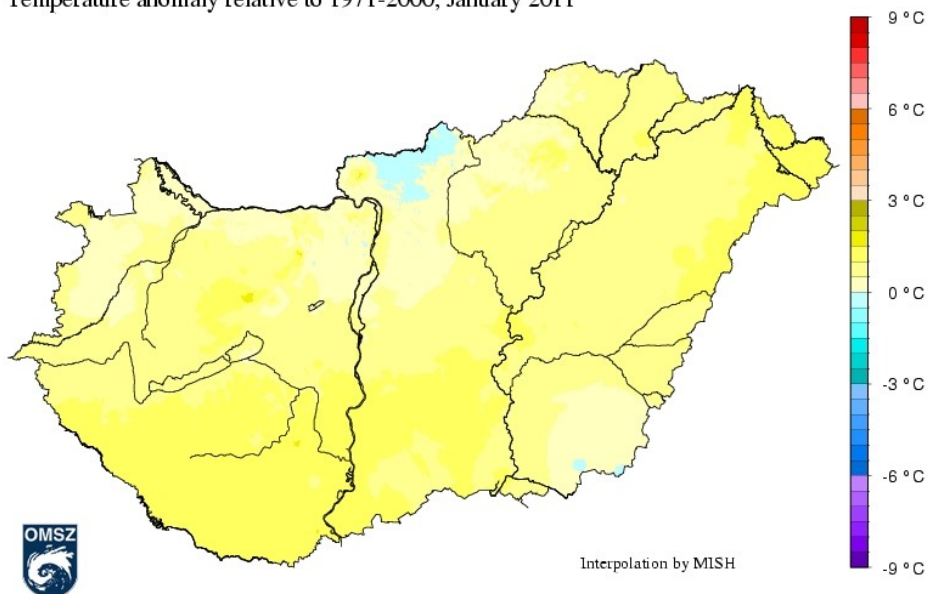 Temperature anomaly relative to 1971-2000, January 2011
9 °C
6 °C
3 °C
0 °C
-3 °C
-6 °C
-9 °C
OMSZ
Interpolation by MISH